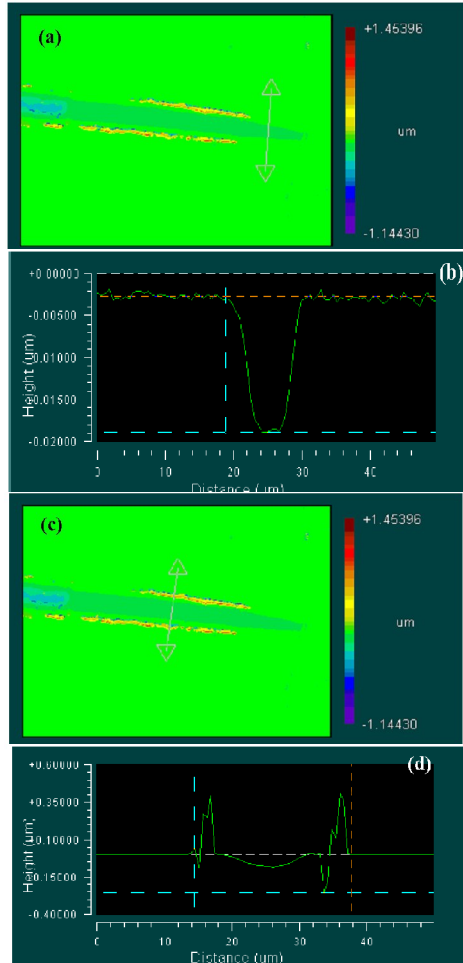 (a)
+1.45396
um
-1.14430
(b)
+0.00000
-0.00500
-0.01000
-0.01500
-0.02000
Height (um)
0 10 20 30 40
Distance (µm)
(c)
+1.45396
um
-1.14430
(d)
+0.60000
+0.35000
+0.10000
-0.15000
-0.40000
Height (um)
0 10 20 30 40
Distance (um)